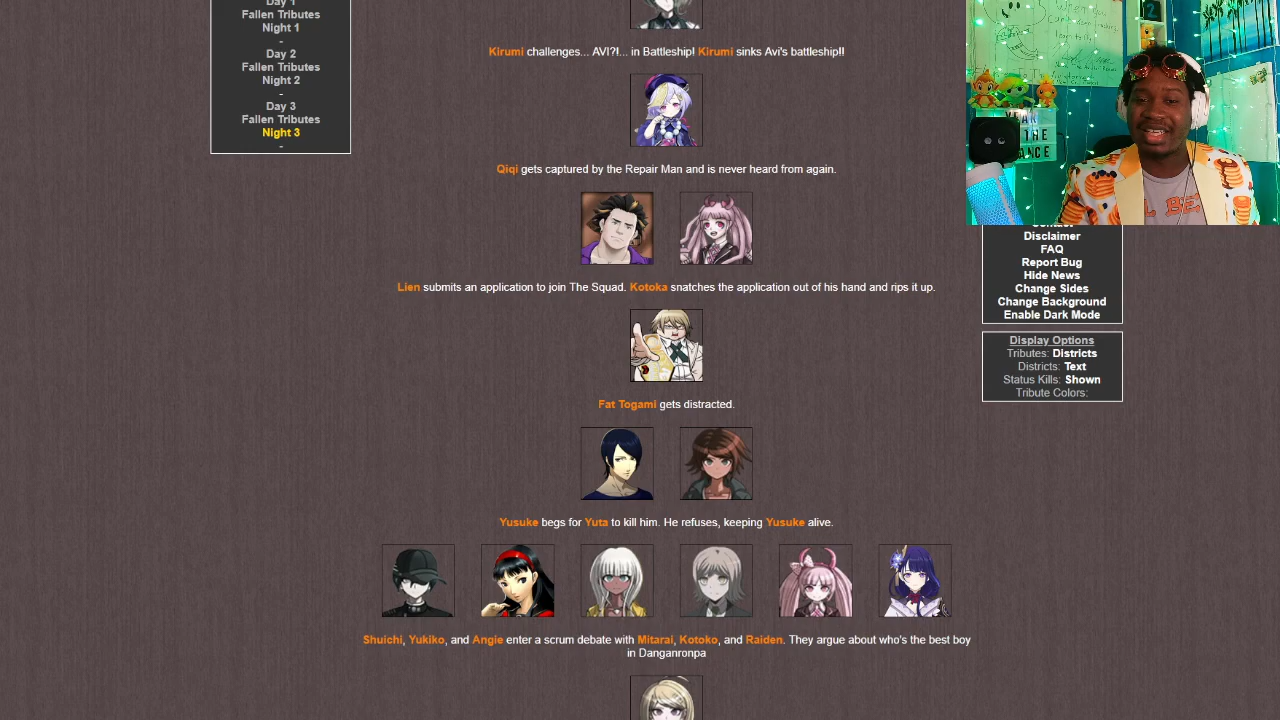 Day 1
Fallen Tributes
Night 1
-
Day 2
Fallen Tributes
Night 2
-
Day 3
Fallen Tributes
Night 3
-
Kirumi challenges... AVI?!... in Battleship! Kirumi sinks Avi's battleship!!
Qiqi gets captured by the Repair Man and is never heard from again.
Lien submits an application to join The Squad. Kotoka snatches the application out of his hand and rips it up.
Fat Togami gets distracted.
Yusuke begs for Yuta to kill him. He refuses, keeping Yusuke alive.
Shuichi, Yukiko, and Angie enter a scrum debate with Mitarai, Kotoko, and Raiden. They argue about who's the best boy
in Danganronpa
When you
YEAH
THE
Contact
Disclaimer
FAQ
Report Bug
Hide News
Change Sides
Change Background
Enable Dark Mode
Display Options
Tributes: Districts
Districts: Text
Status Kills: Shown
Tribute Colors: